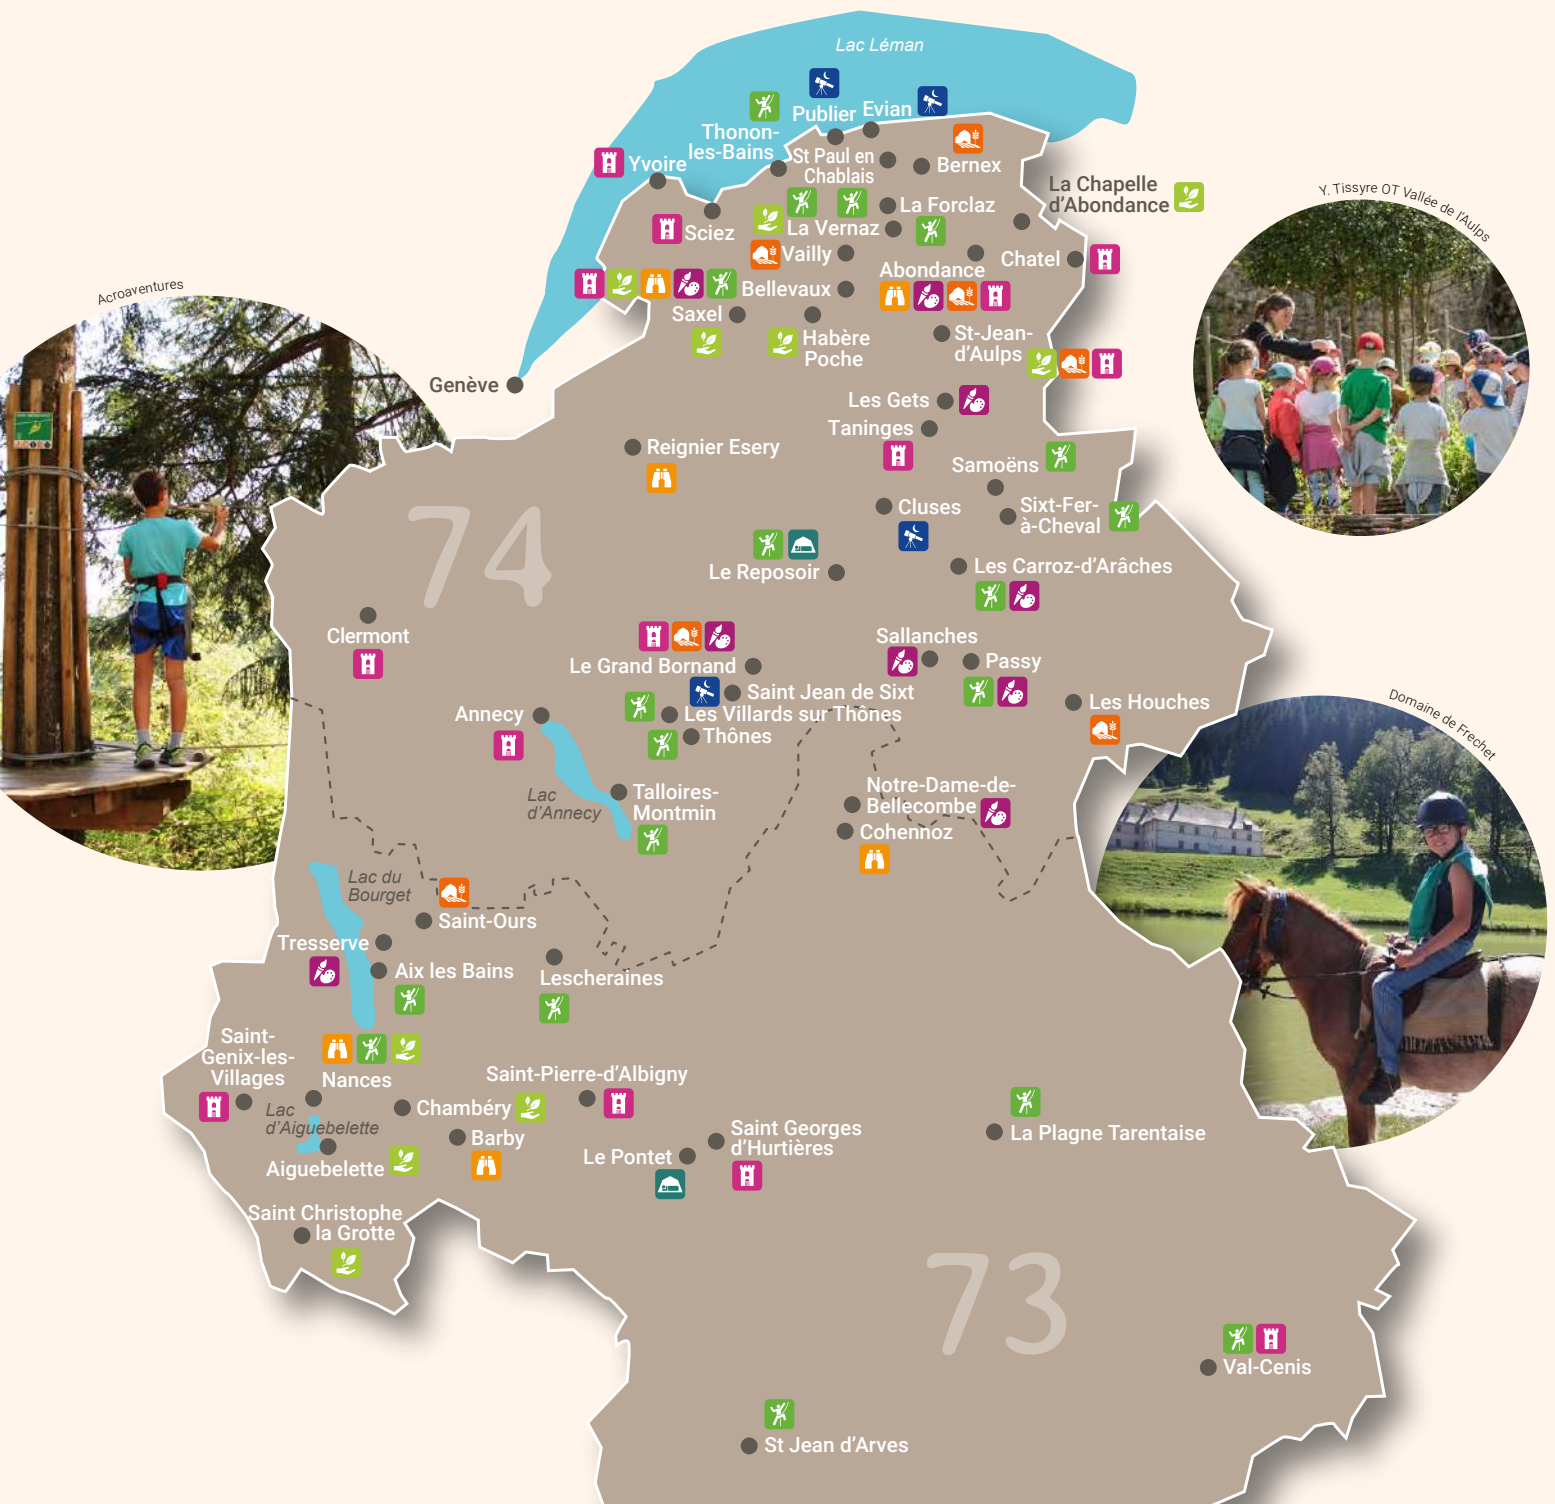 Lac Léman
Publier
Evian
Thonon-
les-Bains
St Paul en
Chablais
Bernex
Yvoire
La Chapelle
d'Abondance
Y. Tissyre OT Vallée de l'Aulps
La Forclaz
Sciez
La Vernaz
Vailly
Chatel
Abondance
Acroaventures
Bellevaux
Saxel
Habère
Poche
St-Jean-
d'Aulps
Genève
Les Gets
Taninges
Reignier Esery
Samoëns
74
Cluses
Sixt-Fer-
à-Cheval
Le Reposoir
Les Carroz-d'Arâches
Clermont
Sallanches
Le Grand Bornand
Passy
Saint Jean de Sixt
Les Houches
Domaine de Frechet
Annecy
Les Villards sur Thônes
Thônes
Lac
d'Annecy
Talloires-
Montmin
Notre-Dame-de-
Bellecombe
Cohennoz
Lac du
Bourget
Saint-Ours
Tresserve
Aix les Bains
Lescheraines
Saint-
Genix-les-
Villages
Nances
Saint-Pierre-d'Albigny
Lac
d'Aiguebelette
Chambéry
Barby
Saint Georges
d'Hurtières
La Plagne Tarentaise
Le Pontet
Aiguebelette
Saint Christophe
la Grotte
73
Val-Cenis
St Jean d'Arves